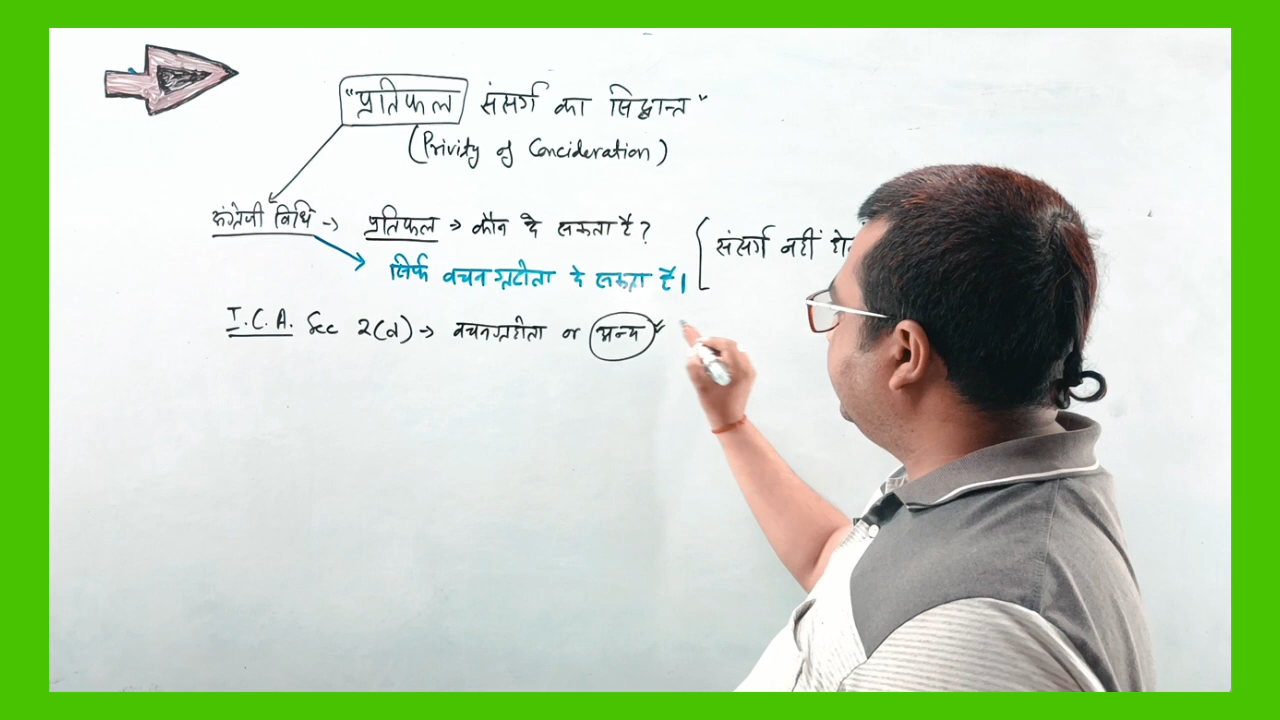 "प्रतिफल संसर्ग का सिद्धान्त"
(Privity of Concideration)
अंग्रेजी विधि → प्रतिफल → कौन दे सकता है?
संसर्ग नहीं
सिर्फ वचनग्रहीता दे सकता है।
I.C.A. Sec 2(d) → वचनग्रहीता or अन्य